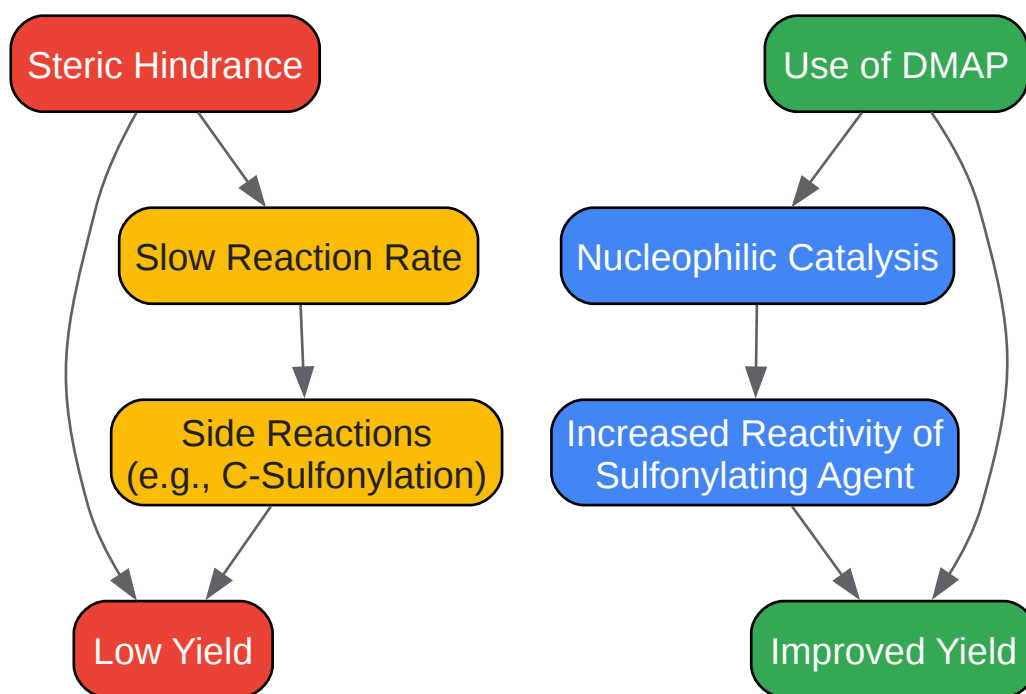 Steric Hindrance
Use of DMAP
Slow Reaction Rate
Nucleophilic Catalysis
Side Reactions
(e.g., C-Sulfonylation)
Increased Reactivity of
Sulfonylating Agent
Low Yield
Improved Yield